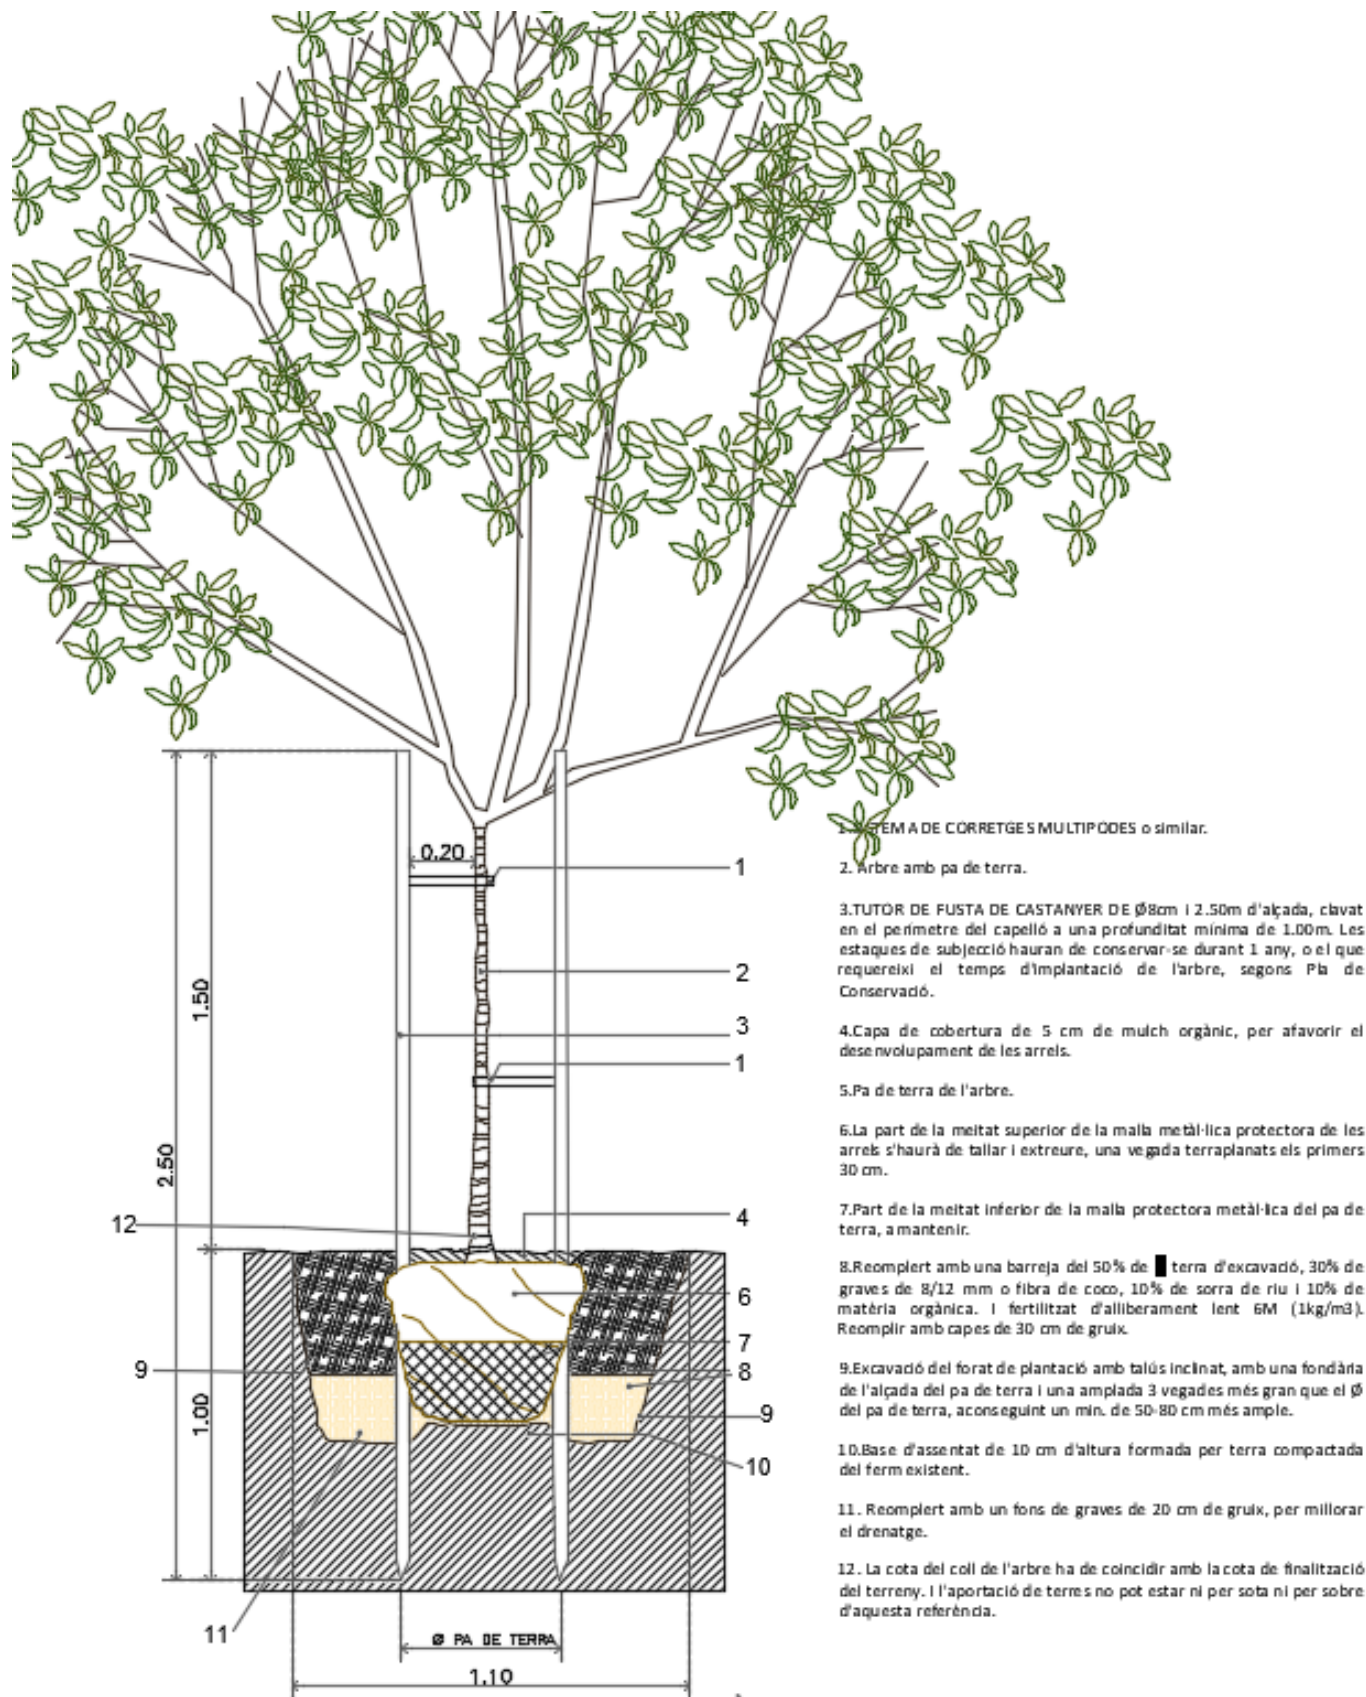 0.20
1
2
3
1
1.50
2.50
12
4
6
7
8
9
9
1.00
10
11
Ø PA DE TERRA
1.10
TEMA DE CORRETGES MULTIPODES o similar.
2. Arbre amb pa de terra.
3.TUTOR DE FUSTA DE CASTANYER DE Ø8cm i 2.50m d'alçada, clavat
en el perímetre del capelló a una profunditat mínima de 1.00m. Les
estaques de subjecció hauran de conservar-se durant 1 any, o el que
requereixi el temps d'implantació de l'arbre, segons Pla de
Conservació.
4.Capa de cobertura de 5 cm de mulch orgànic, per afavorir el
desenvolupament de les arrels.
5.Pa de terra de l'arbre.
6.La part de la meitat superior de la malla metàl·lica protectora de les
arrels s'haurà de tallar i extreure, una vegada terraplanats els primers
30 cm.
7.Part de la meitat inferior de la malla protectora metàl·lica del pa de
terra, a mantenir.
8.Reomplert amb una barreja del 50% de terra d'excavació, 30% de
graves de 8/12 mm o fibra de coco, 10% de sorra de riu i 10% de
matèria orgànica. I fertilitzat d'alliberament lent 6M (1kg/m3).
Reomplir amb capes de 30 cm de gruix.
9.Excavació del forat de plantació amb talús inclinat, amb una fondària
de l'alçada del pa de terra i una amplada 3 vegades més gran que el Ø
del pa de terra, aconseguint un min. de 50-80 cm més ample.
10.Base d'assentat de 10 cm d'altura formada per terra compactada
del ferm existent.
11. Reomplert amb un fons de graves de 20 cm de gruix, per millorar
el drenatge.
12. La cota del coll de l'arbre ha de coincidir amb la cota de finalització
del terreny. I l'aportació de terres no pot estar ni per sota ni per sobre
d'aquesta referència.